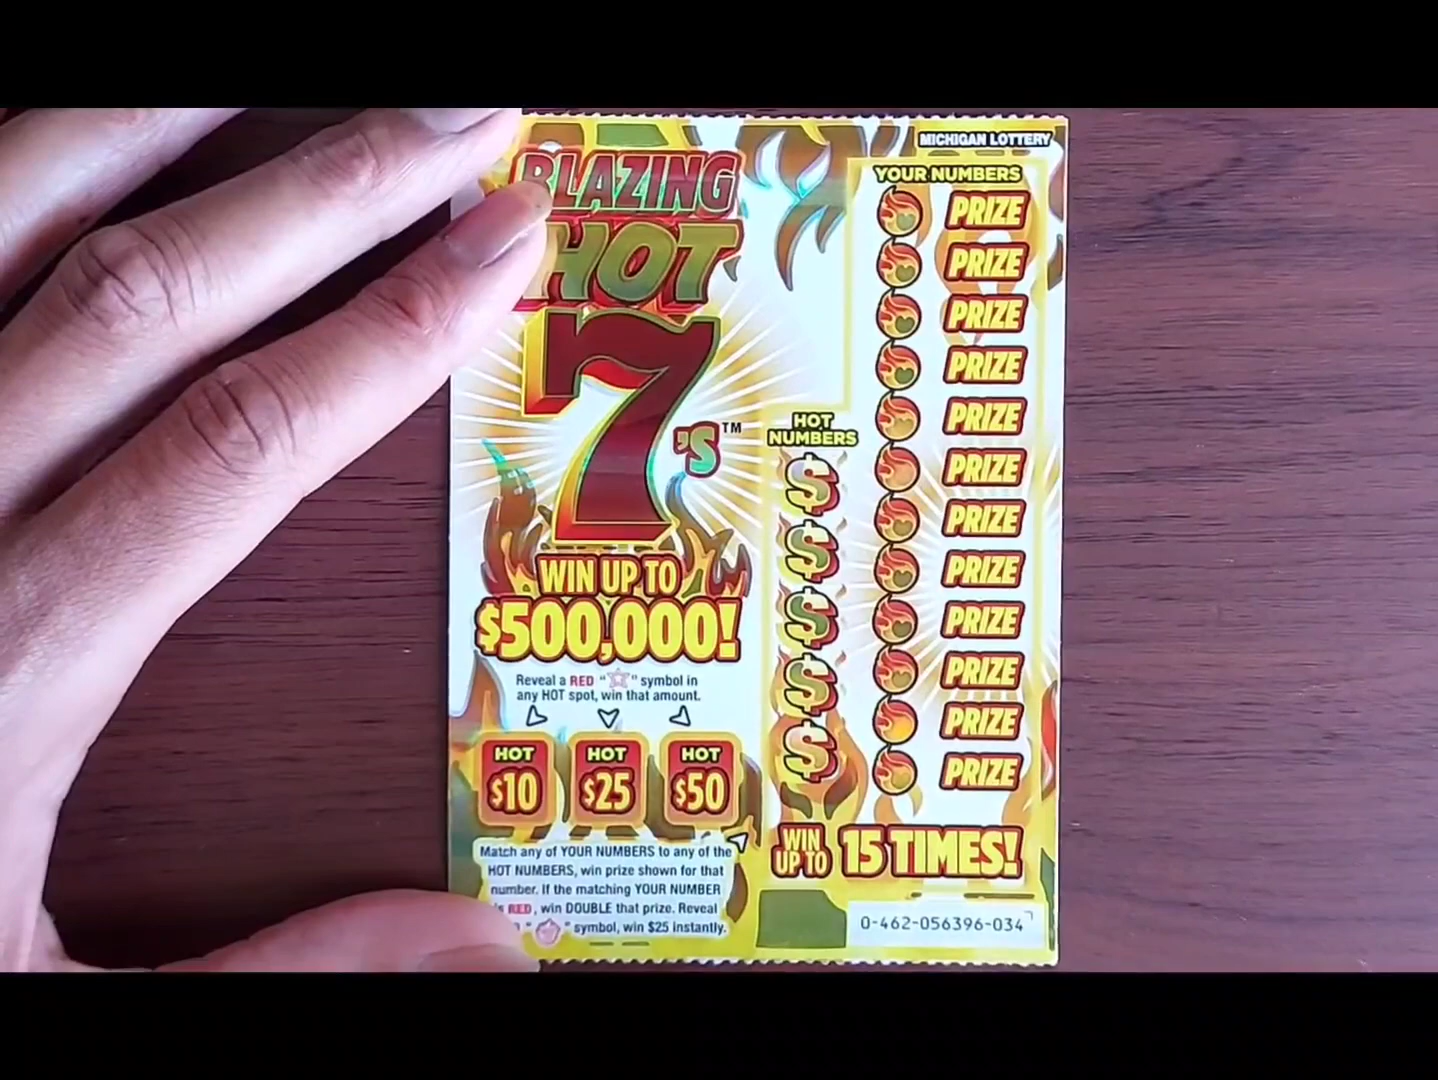 MICHIGAN LOTTERY
BLAZING
HOT
7
'S™
WIN UP TO
$500,000!
Reveal a RED " " symbol in
any HOT spot, win that amount.
HOT
$10
HOT
$25
HOT
$50
Match any of YOUR NUMBERS to any of the
HOT NUMBERS, win prize shown for that
number. If the matching YOUR NUMBER
is RED, win DOUBLE that prize. Reveal
" " symbol, win $25 instantly.
HOT
NUMBERS
$
$
$
$
$
YOUR NUMBERS
PRIZE
PRIZE
PRIZE
PRIZE
PRIZE
PRIZE
PRIZE
PRIZE
PRIZE
PRIZE
PRIZE
PRIZE
WIN
UP TO
15 TIMES!
0-462-056396-034